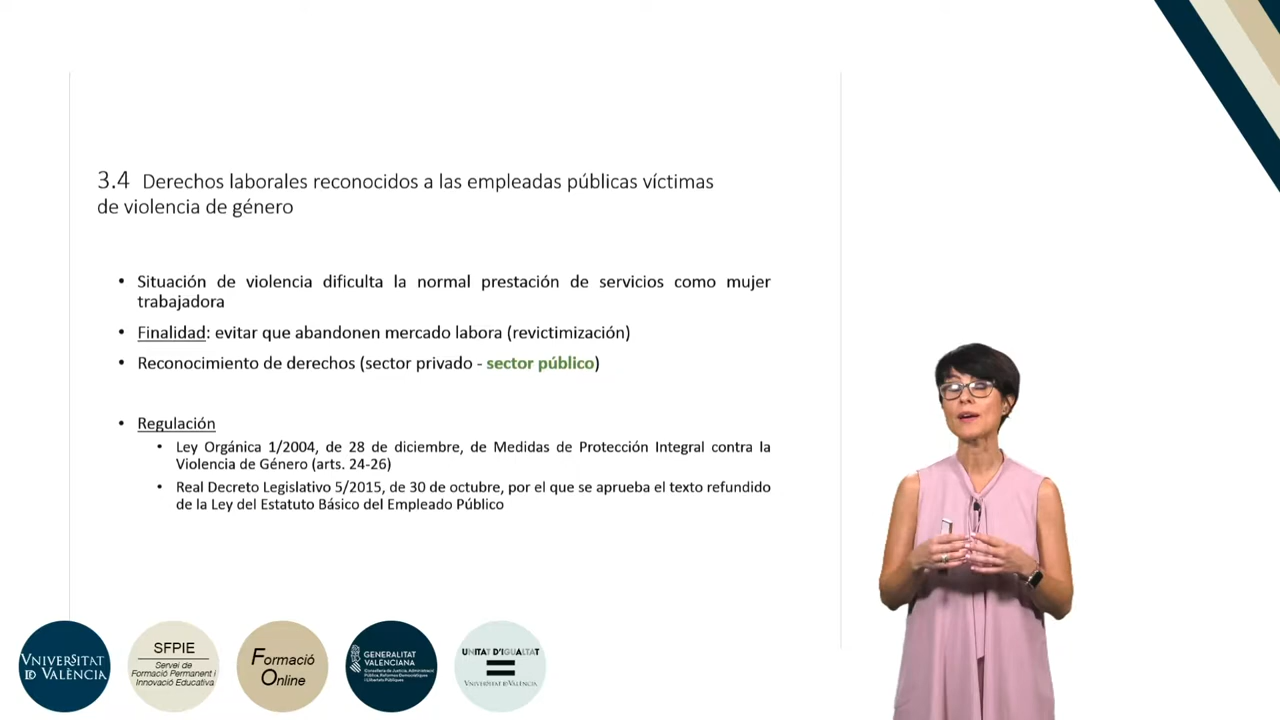 3.4 Derechos laborales reconocidos a las empleadas públicas víctimas
de violencia de género
• Situación de violencia dificulta la normal prestación de servicios como mujer
trabajadora
• Finalidad: evitar que abandonen mercado labora (revictimización)
• Reconocimiento de derechos (sector privado - sector público)
• Regulación
• Ley Orgánica 1/2004, de 28 de diciembre, de Medidas de Protección Integral contra la
Violencia de Género (arts. 24-26)
• Real Decreto Legislativo 5/2015, de 30 de octubre, por el que se aprueba el texto refundido
de la Ley del Estatuto Básico del Empleado Público
VNIVERSITAT
ID VALÈNCIA
SFPIE
Servei de
Formació Permanent i
Innovació Educativa
Formació
Online
GENERALITAT
VALENCIANA
Conselleria de Justícia, Administració
Pública, Reformes Democràtiques
i Llibertats Públiques
UNITAT D'IGUALTAT
VNIVERSITAT ID VALÈNCIA